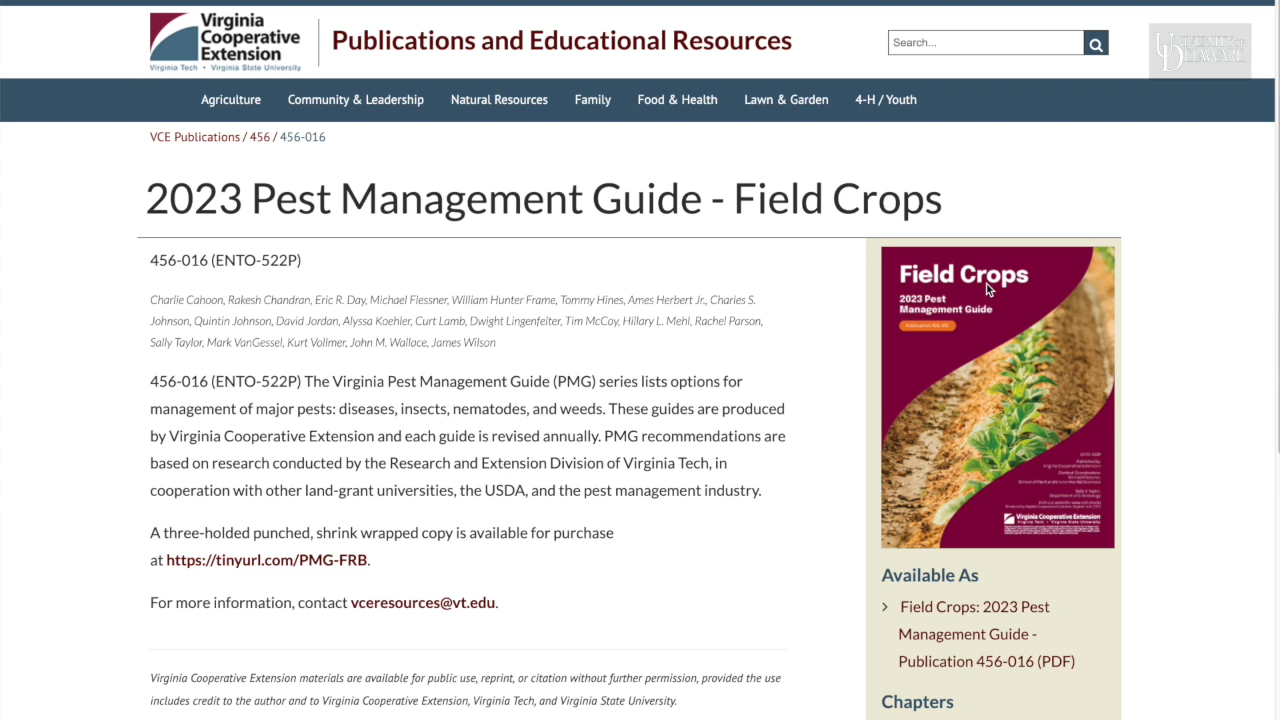 Virginia
Cooperative
Extension
Virginia Tech • Virginia State University
Publications and Educational Resources
Search...
UNIVERSITY OF
DELAWARE.
Agriculture
Community & Leadership
Natural Resources
Family
Food & Health
Lawn & Garden
4-H / Youth
VCE Publications / 456 / 456-016
2023 Pest Management Guide - Field Crops
456-016 (ENTO-522P)
Charlie Cahoon, Rakesh Chandran, Eric R. Day, Michael Flessner, William Hunter Frame, Tommy Hines, Ames Herbert Jr., Charles S.
Johnson, Quintin Johnson, David Jordan, Alyssa Koehler, Curt Lamb, Dwight Lingenfelter, Tim McCoy, Hillary L. Mehl, Rachel Parson,
Sally Taylor, Mark VanGessel, Kurt Vollmer, John M. Wallace, James Wilson
456-016 (ENTO-522P) The Virginia Pest Management Guide (PMG) series lists options for
management of major pests: diseases, insects, nematodes, and weeds. These guides are produced
by Virginia Cooperative Extension and each guide is revised annually. PMG recommendations are
based on research conducted by the Research and Extension Division of Virginia Tech, in
cooperation with other land-grant universities, the USDA, and the pest management industry.
A three-holed punched, shrink wrapped copy is available for purchase
at https://tinyurl.com/PMG-FRB.
For more information, contact vceresources@vt.edu.
Virginia Cooperative Extension materials are available for public use, reprint, or citation without further permission, provided the use
includes credit to the author and to Virginia Cooperative Extension, Virginia Tech, and Virginia State University.
Field Crops
2023 Pest
Management Guide
Virginia Cooperative Extension
Virginia Tech • Virginia State University
Available As
Field Crops: 2023 Pest
Management Guide -
Publication 456-016 (PDF)
Chapters